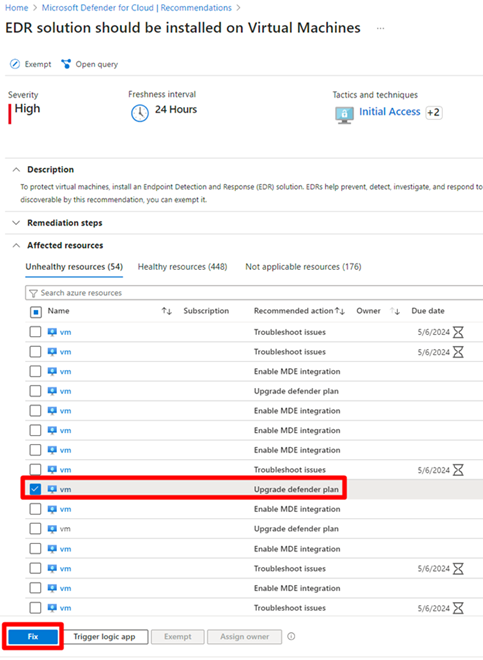 Home > Microsoft Defender for Cloud | Recommendations >
EDR solution should be installed on Virtual Machines ...
Exempt Open query
Severity Freshness interval Tactics and techniques
High 24 Hours Initial Access +2
Description
To protect virtual machines, install an Endpoint Detection and Response (EDR) solution. EDRs help prevent, detect, investigate, and respond to
discoverable by this recommendation, you can exempt it.
Remediation steps
Affected resources
Unhealthy resources (54) Healthy resources (448) Not applicable resources (176)
Search azure resources
Name Subscription Recommended action Owner Due date
vm Troubleshoot issues 5/6/2024
vm Troubleshoot issues 5/6/2024
vm Enable MDE integration
vm Upgrade defender plan
vm Enable MDE integration
vm Enable MDE integration
vm Enable MDE integration
vm Troubleshoot issues 5/6/2024
vm Upgrade defender plan
vm Enable MDE integration
vm Upgrade defender plan
vm Enable MDE integration
vm Troubleshoot issues 5/6/2024
vm Enable MDE integration
vm Troubleshoot issues 5/6/2024
Fix Trigger logic app Exempt Assign owner